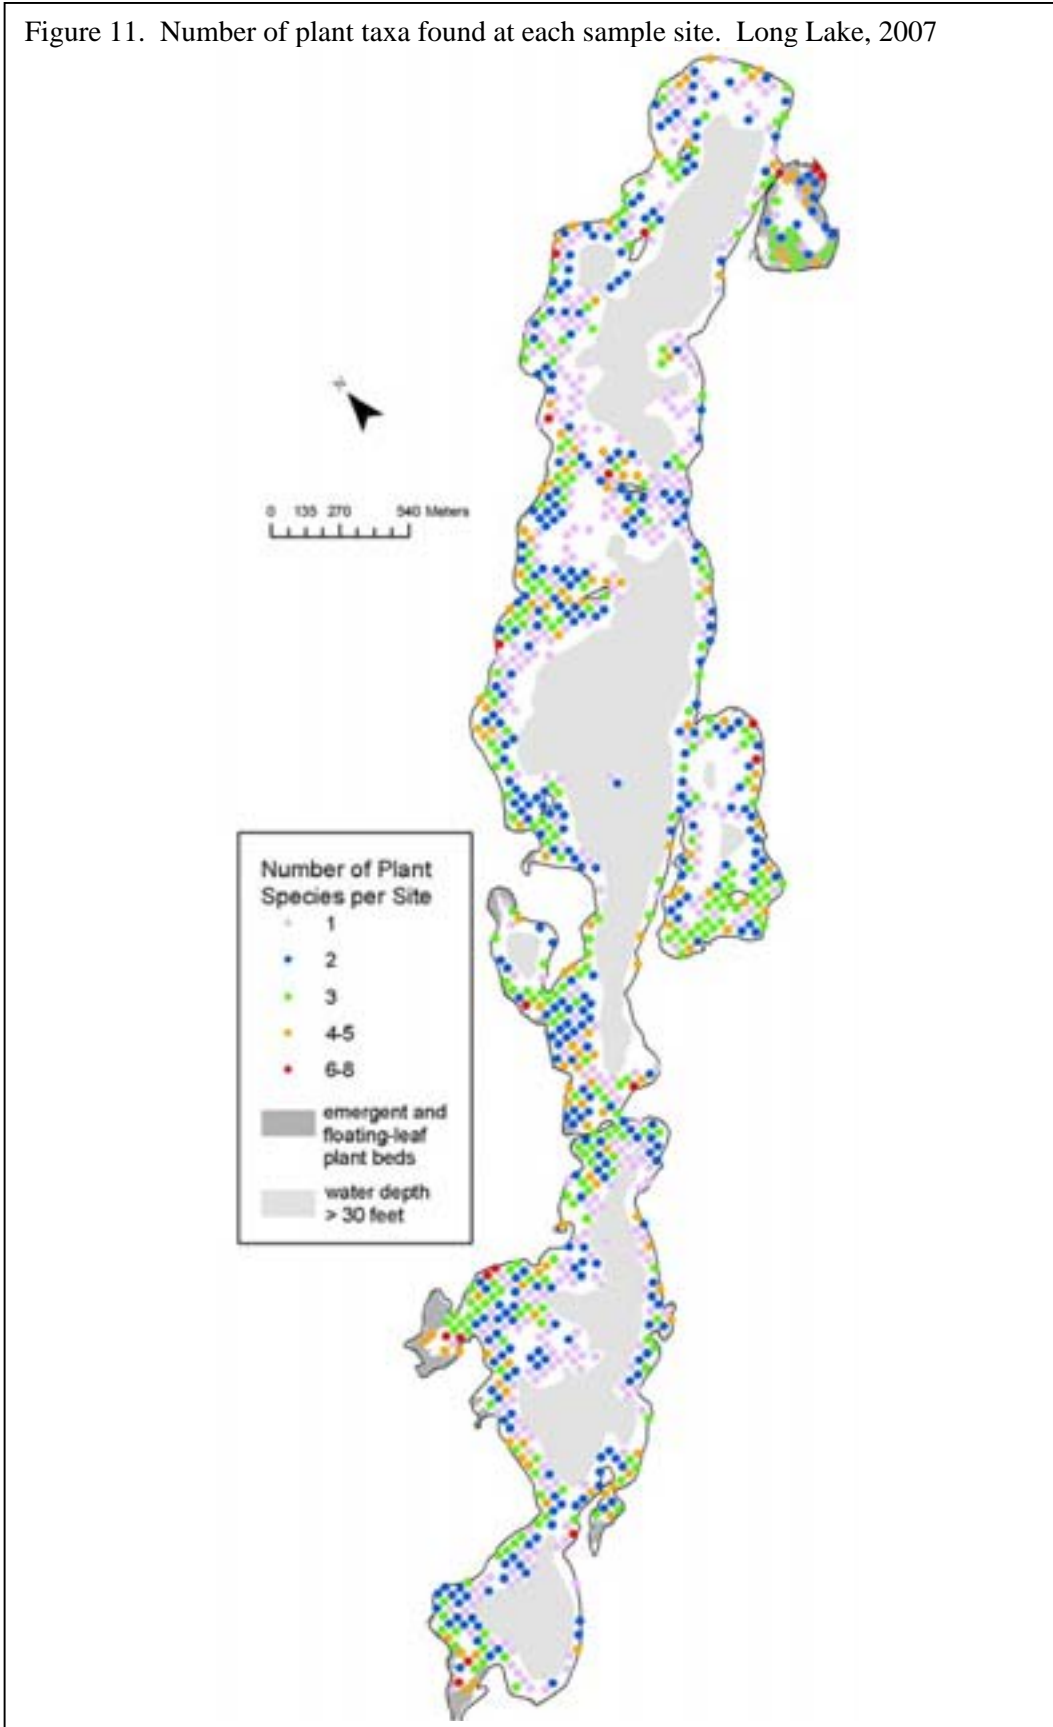 Figure 11. Number of plant taxa found at each sample site. Long Lake, 2007
N
0 135 270 540 Meters
Number of Plant
Species per Site
1
2
3
4-5
6-8
emergent and
floating-leaf
plant beds
water depth
> 30 feet